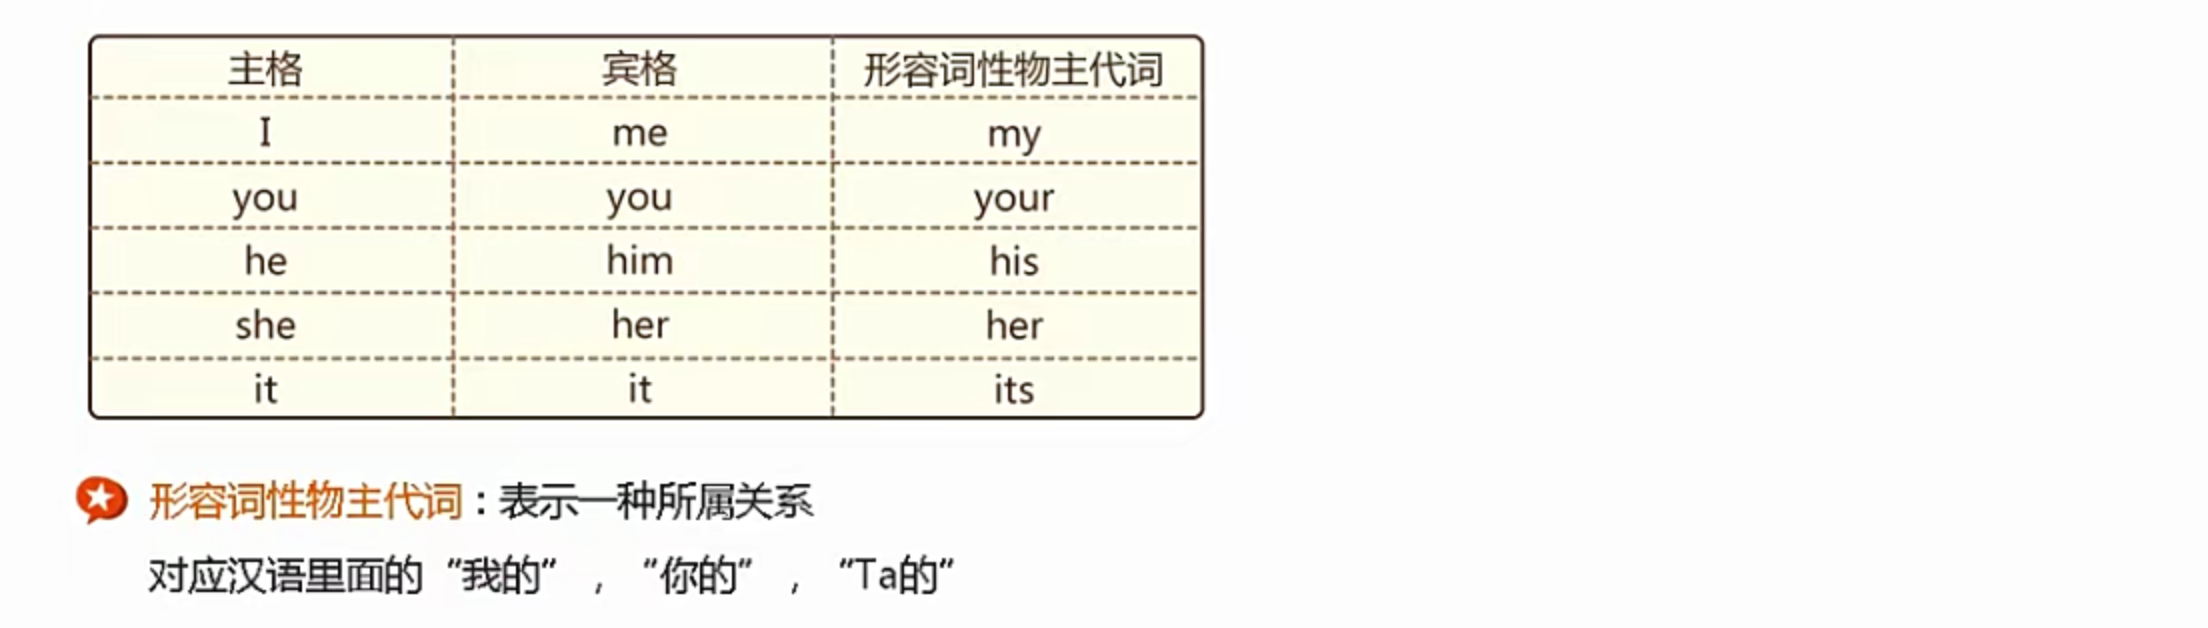 主格 宾格 形容词性物主代词
I me my
you you your
he him his
she her her
it it its
形容词性物主代词：表示一种所属关系
对应汉语里面的“我的”，“你的”，“Ta的”